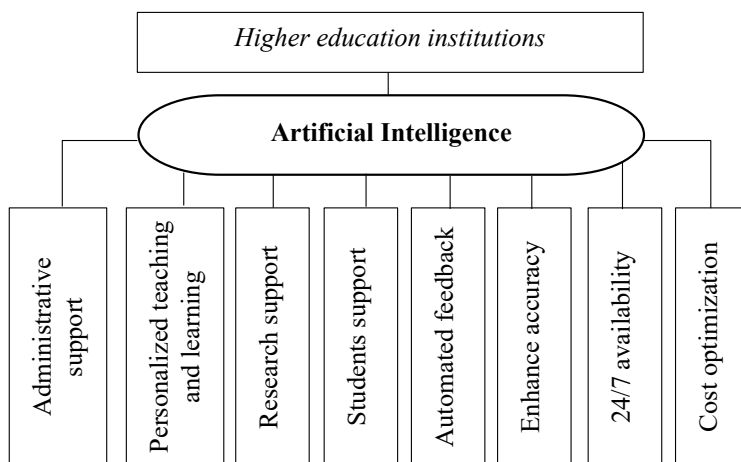 Higher education institutions
Artificial Intelligence
Administrative
support
Personalized teaching
and learning
Research support
Students support
Automated feedback
Enhance accuracy
24/7 availability
Cost optimization